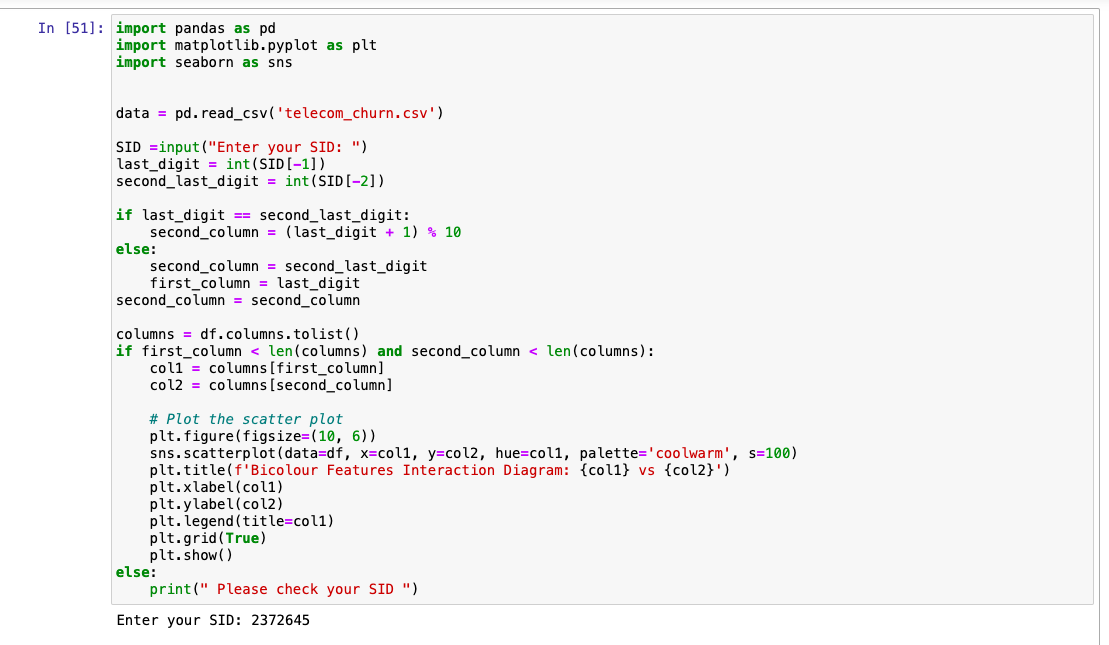 In [51]: import pandas as pd
import matplotlib.pyplot as plt
import seaborn as sns
data = pd.read_csv('telecom_churn.csv')
SID =input("Enter your SID: ")
last_digit = int(SID[-1])
second_last_digit = int(SID[-2])
if last_digit == second_last_digit:
    second_column = (last_digit + 1) % 10
else:
    second_column = second_last_digit
    first_column = last_digit
second_column = second_column
columns = df.columns.tolist()
if first_column < len(columns) and second_column < len(columns):
    col1 = columns[first_column]
    col2 = columns[second_column]
    # Plot the scatter plot
    plt.figure(figsize=(10, 6))
    sns.scatterplot(data=df, x=col1, y=col2, hue=col1, palette='coolwarm', s=100)
    plt.title(f'Bicolour Features Interaction Diagram: {col1} vs {col2}')
    plt.xlabel(col1)
    plt.ylabel(col2)
    plt.legend(title=col1)
    plt.grid(True)
    plt.show()
else:
    print(" Please check your SID ")
Enter your SID: 2372645